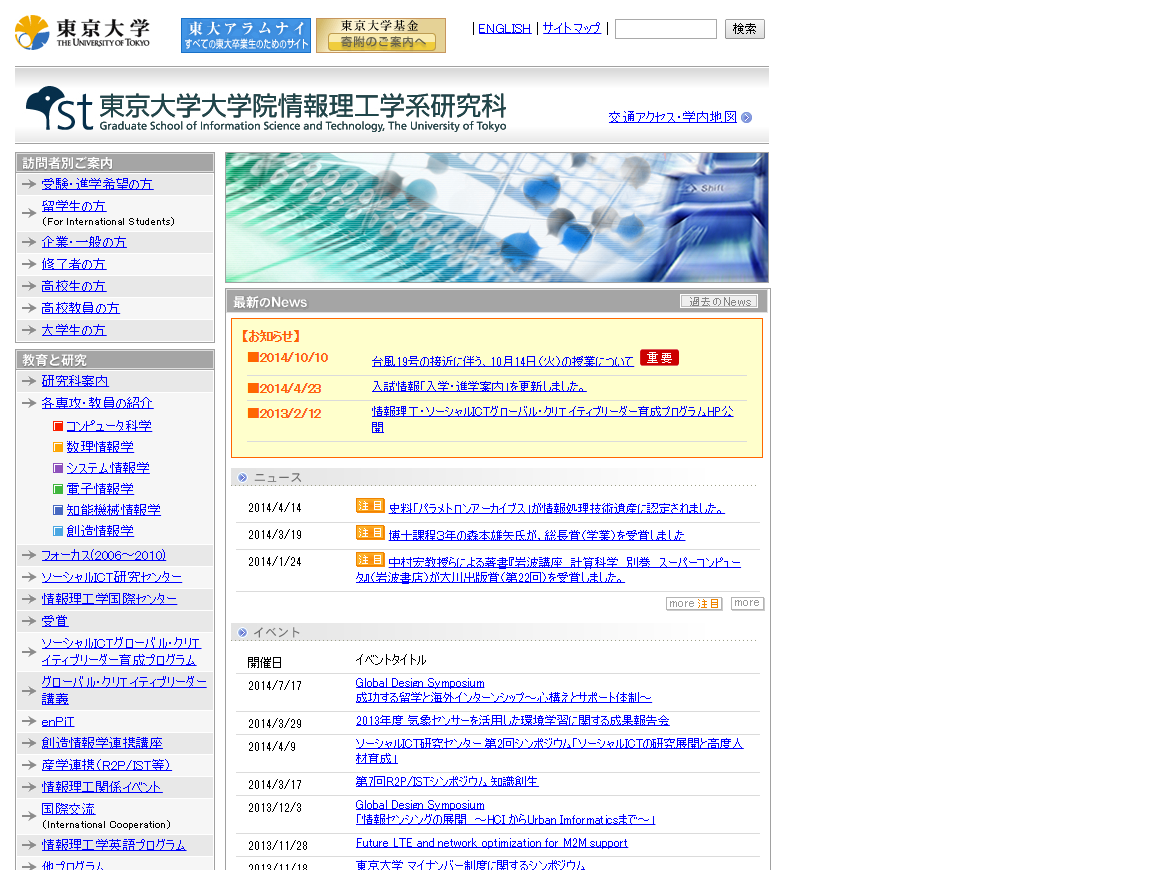 東京大学
THE UNIVERSITY OF TOKYO
東大アラムナイ
すべての東大卒業生のためのサイト
東京大学基金
寄附のご案内へ
| ENGLISH | サイトマップ |
検索
ist 東京大学大学院情報理工学系研究科
Graduate School of Information Science and Technology, The University of Tokyo
交通アクセス・学内地図
訪問者別ご案内
受験・進学希望の方
留学生の方
(For International Students)
企業・一般の方
修了者の方
高校生の方
高校教員の方
大学生の方
教育と研究
研究科案内
各専攻・教員の紹介
コンピュータ科学
数理情報学
システム情報学
電子情報学
知能機械情報学
創造情報学
フォーカス(2006～2010)
ソーシャルICT研究センター
情報理工学国際センター
受賞
ソーシャルICTグローバル・クリエ
イティブリーダー育成プログラム
グローバル・クリエイティブリーダー
講義
enPiT
創造情報学連携講座
産学連携（R2P/IST等）
情報理工関係イベント
国際交流
(International Cooperation)
情報理工学英語プログラム
他プログラム
Shift
最新のNews
過去のNews
【お知らせ】
■2014/10/10 台風19号の接近に伴う、10月14日（火）の授業について 重要
■2014/4/23 入試情報「入学・進学案内」を更新しました。
■2013/2/12 情報理工・ソーシャルICTグローバル・クリエイティブリーダー育成プログラムHP公
開
ニュース
2014/4/14 注目 史料「パラメトロンアーカイブス」が情報処理技術遺産に認定されました。
2014/3/19 注目 博士課程3年の森本雄矢氏が、総長賞（学業）を受賞しました
2014/1/24 注目 中村宏教授らによる著書『岩波講座　計算科学　別巻　スーパーコンピュー
タ』（岩波書店）が大川出版賞（第22回）を受賞しました。
more 注目 more
イベント
開催日 イベントタイトル
2014/7/17 Global Design Symposium
成功する留学と海外インターンシップ～心構えとサポート体制～
2014/3/29 2013年度 気象センサーを活用した環境学習に関する成果報告会
2014/4/9 ソーシャルICT研究センター 第2回シンポジウム「ソーシャルICTの研究展開と高度人
材育成」
2014/3/17 第7回R2P/ISTシンポジウム 知識創生
2013/12/3 Global Design Symposium
「情報センシングの展開　～HCI からUrban Imformaticsまで～」
2013/11/28 Future LTE and network optimization for M2M support
2013/11/18 東京大学 マイナンバー制度に関するシンポジウム